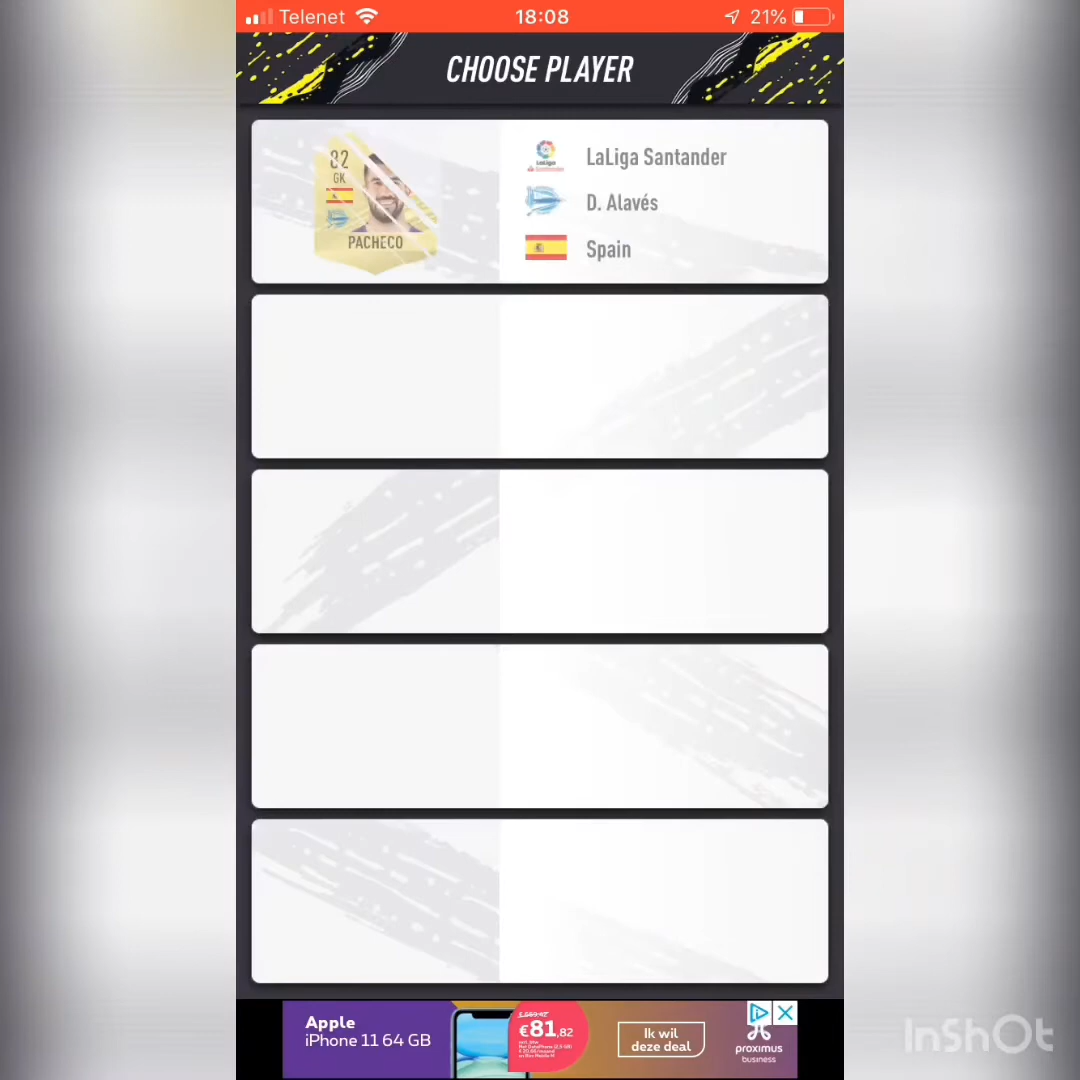 Telenet 18:08 21%
CHOOSE PLAYER
82
GK
PACHECO
LaLiga Santander
D. Alavés
Spain
Apple
iPhone 11 64 GB
€81,82
Ik wil
deze deal
proximus
business
InShOt